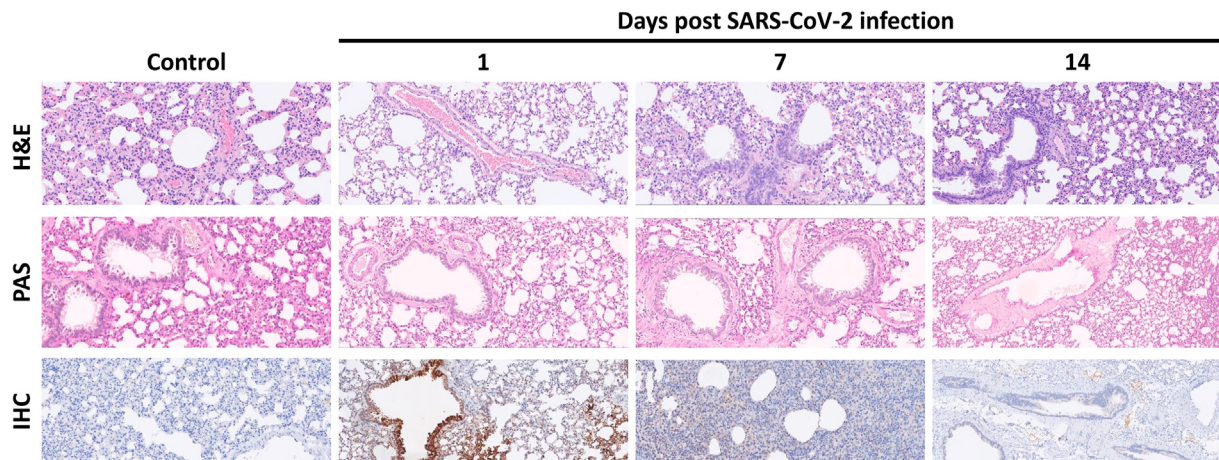 Days post SARS-CoV-2 infection
Control 1 7 14
H&E
PAS
IHC